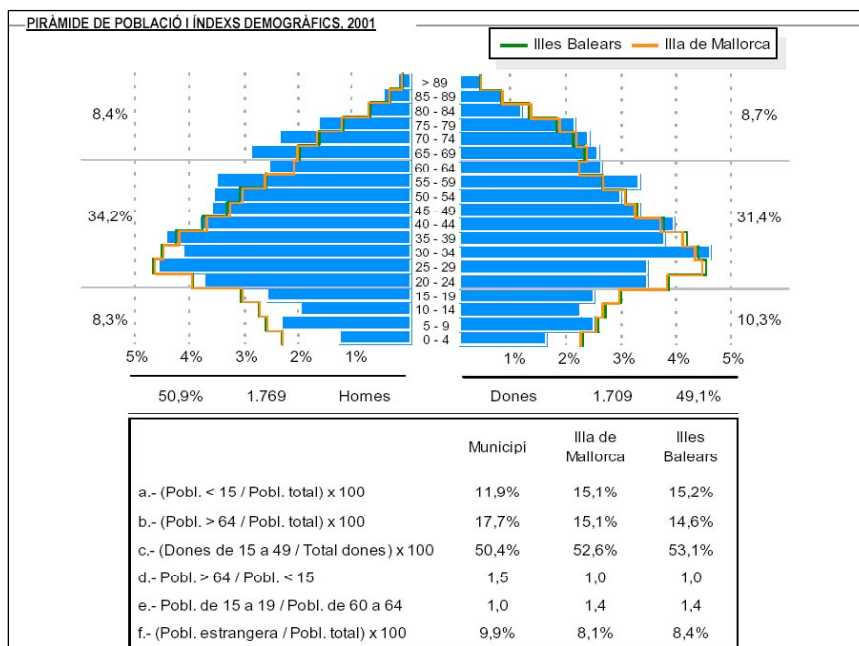 PIRÀMIDE DE POBLACIÓ I ÍNDEXS DEMOGRÀFICS, 2001
Illes Balears Illa de Mallorca
> 89
85 - 89
8,4% 80 - 84 8,7%
75 - 79
70 - 74
65 - 69
60 - 64
55 - 59
50 - 54
34,2% 45 - 49 31,4%
40 - 44
35 - 39
30 - 34
25 - 29
20 - 24
15 - 19
8,3% 10 - 14 10,3%
5 - 9
0 - 4
5% 4% 3% 2% 1% 1% 2% 3% 4% 5%
50,9% 1.769 Homes Dones 1.709 49,1%
Municipi Illa de Mallorca Illes Balears
a.- (Pobl. < 15 / Pobl. total) x 100 11,9% 15,1% 15,2%
b.- (Pobl. > 64 / Pobl. total) x 100 17,7% 15,1% 14,6%
c.- (Dones de 15 a 49 / Total dones) x 100 50,4% 52,6% 53,1%
d.- Pobl. > 64 / Pobl. < 15 1,5 1,0 1,0
e.- Pobl. de 15 a 19 / Pobl. de 60 a 64 1,0 1,4 1,4
f.- (Pobl. estrangera / Pobl. total) x 100 9,9% 8,1% 8,4%